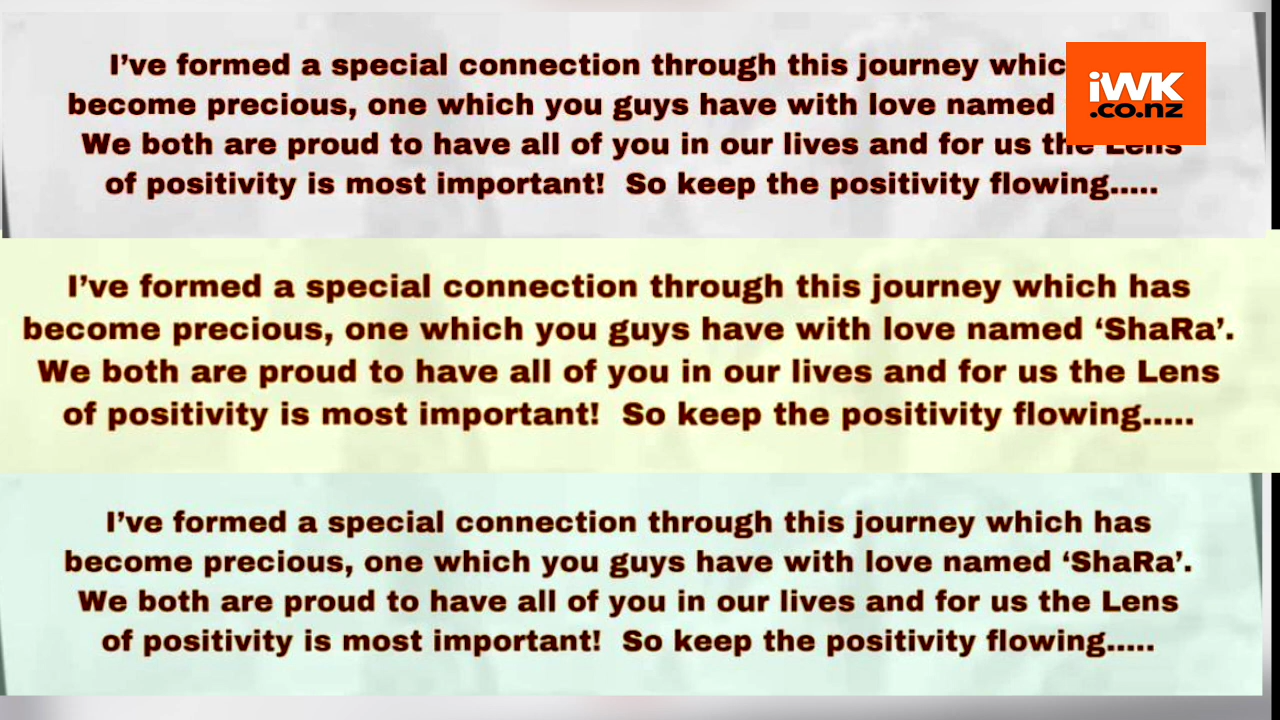 I’ve formed a special connection through this journey
become precious, one which you guys have with love named
We both are proud to have all of you in our lives and for us the Lens
of positivity is most important! So keep the positivity flowing.....
iWK
.co.nz
I’ve formed a special connection through this journey which has
become precious, one which you guys have with love named ‘ShaRa’.
We both are proud to have all of you in our lives and for us the Lens
of positivity is most important! So keep the positivity flowing.....
I’ve formed a special connection through this journey which has
become precious, one which you guys have with love named ‘ShaRa’.
We both are proud to have all of you in our lives and for us the Lens
of positivity is most important! So keep the positivity flowing.....